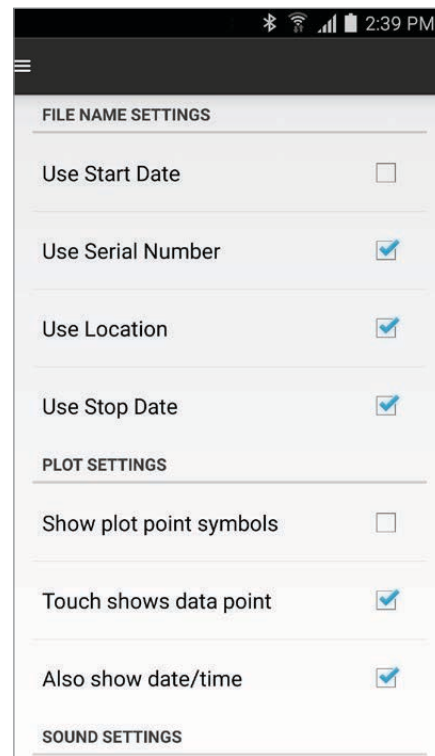 2:39 PM
FILE NAME SETTINGS
Use Start Date
Use Serial Number
Use Location
Use Stop Date
PLOT SETTINGS
Show plot point symbols
Touch shows data point
Also show date/time
SOUND SETTINGS